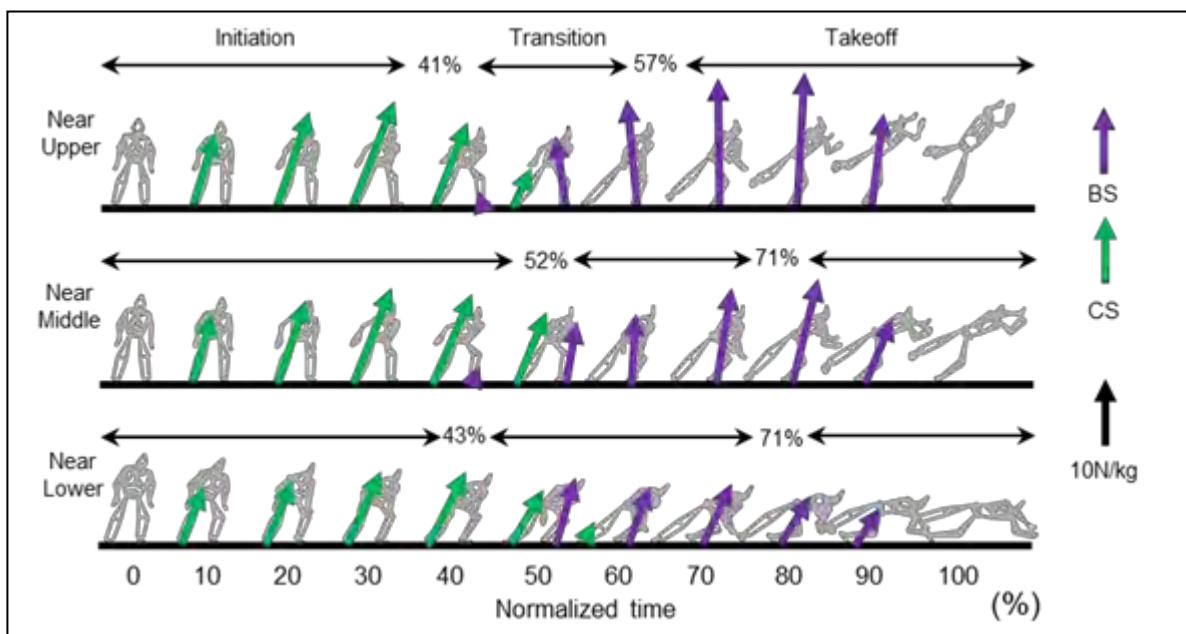 Initiation Transition Takeoff
41% 57%
Near
Upper
BS
52% 71%
Near
Middle
CS
43% 71%
Near
Lower
10N/kg
0 10 20 30 40 50 60 70 80 90 100
Normalized time (%)